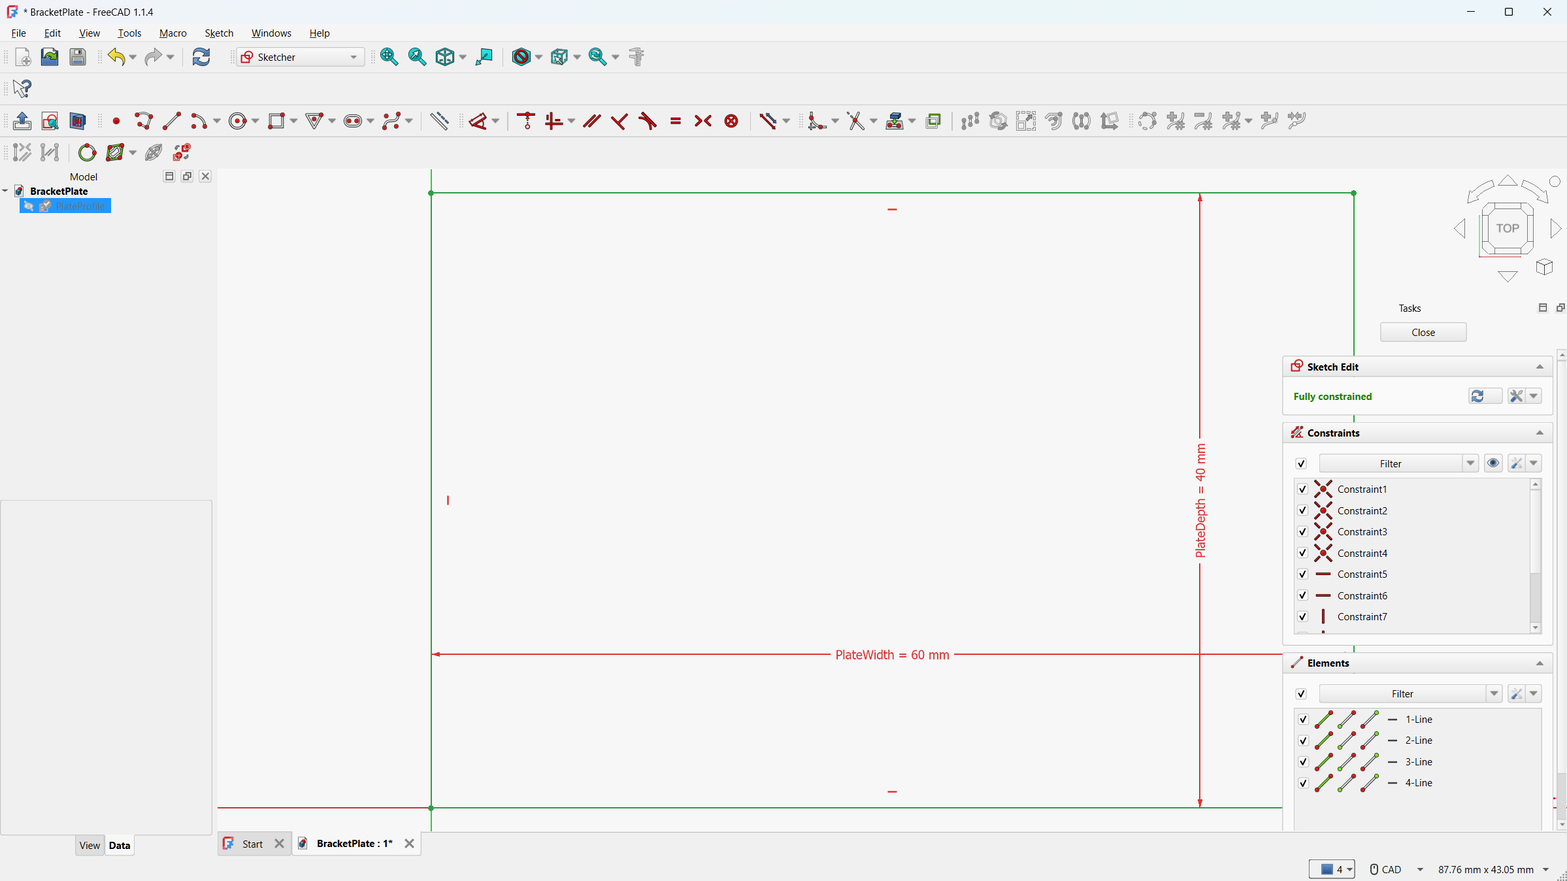 * BracketPlate - FreeCAD 1.1.4
File Edit View Tools Macro Sketch Windows Help
Sketcher
Model
BracketPlate
PlateProfile
TOP
Tasks
Close
Sketch Edit
Fully constrained
Constraints
Filter
Constraint1
Constraint2
Constraint3
Constraint4
Constraint5
Constraint6
Constraint7
PlateDepth = 40 mm
PlateWidth = 60 mm
Elements
Filter
1-Line
2-Line
3-Line
4-Line
View Data
Start
BracketPlate : 1*
4 CAD 87.76 mm x 43.05 mm